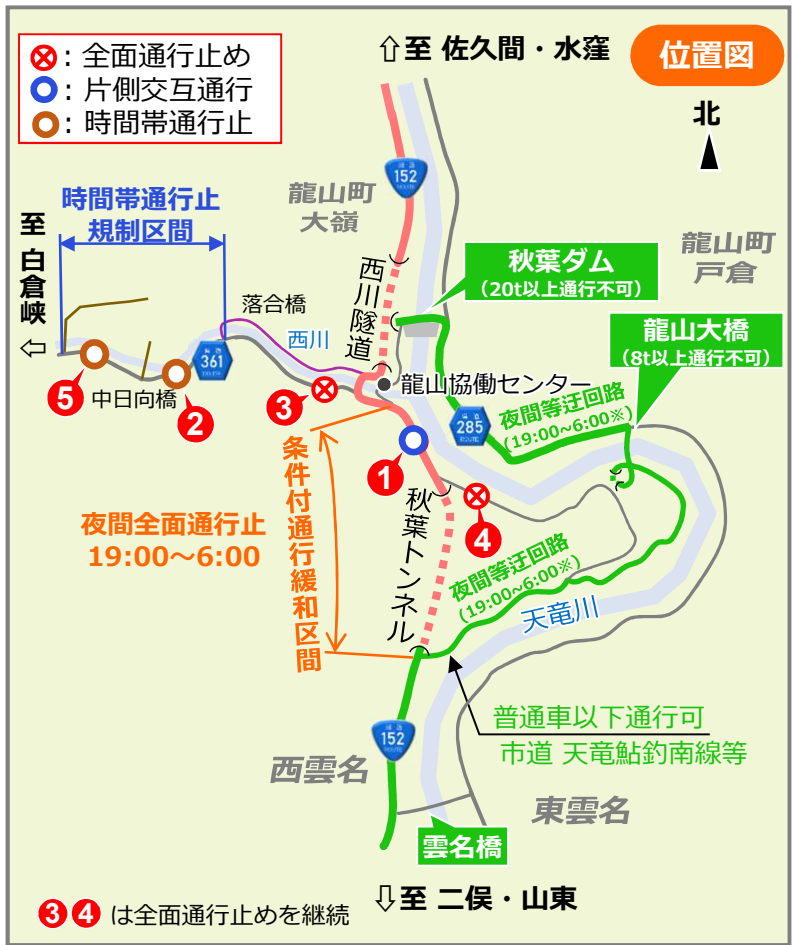 ⊗：全面通行止め
○：片側交互通行
○：時間帯通行止
⇧至 佐久間・水窪
位置図
北
152
ROUTE
龍山町
大嶺
龍山町
戸倉
時間帯通行止
規制区間
至 白倉峡
⇦
西川隧道
秋葉ダム
（20t以上通行不可）
龍山大橋
（8t以上通行不可）
落合橋
西川
361
ROUTE
龍山協働センター
5
中日向橋
2
3
1
285
ROUTE
夜間等迂回路
(19:00~6:00※)
4
条件付通行緩和区間
夜間全面通行止
19:00～6:00
秋葉トンネル
夜間等迂回路
(19:00~6:00※)
天竜川
普通車以下通行可
市道 天竜鮎釣南線等
152
ROUTE
西雲名
東雲名
雲名橋
⇩至 二俣・山東
3 4 は全面通行止めを継続